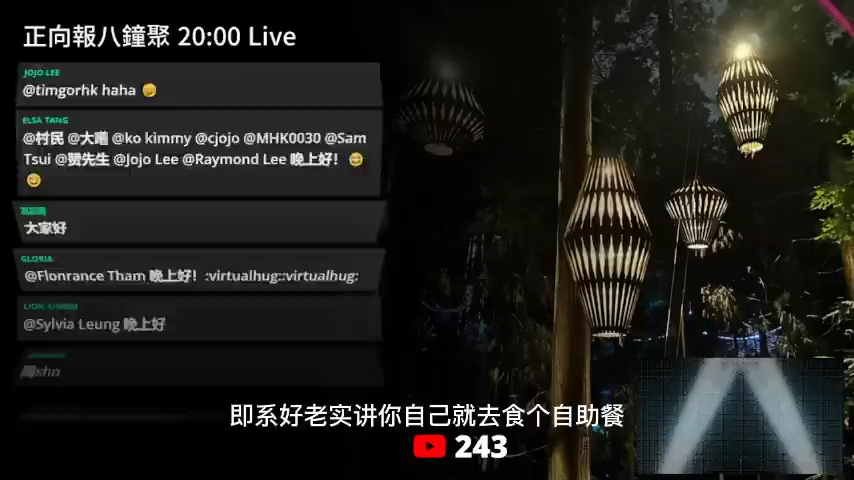 正向報八鐘聚 20:00 Live
JOJO LEE
@timgorhk haha
ELSA TANG
@村民 @大嘴 @ko kimmy @cjojo @MHK0030 @Sam
Tsui @赞先生 @Jojo Lee @Raymond Lee 晚上好！
大家好
GLORIA
@Flonrance Tham 晚上好！:virtualhug::virtualhug:
@Sylvia Leung 晚上好
即系好老实讲你自己就去食个自助餐
243